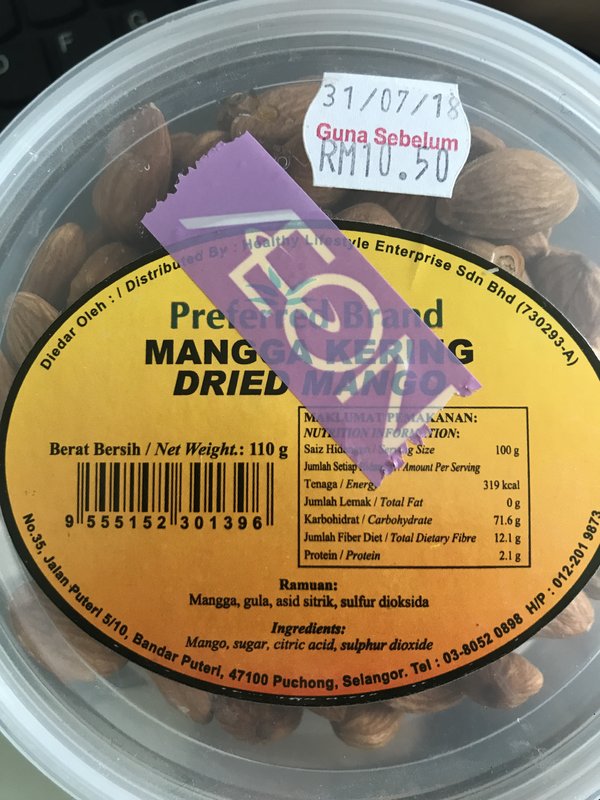 D F G
31/07/18
Guna Sebelum
RM10.50
ÆON
Diedar Oleh : / Distributed By : Healthy Lifestyle Enterprise Sdn Bhd (730293-A)
Preferred Brand
MANGGA KERING
DRIED MANGO
Berat Bersih / Net Weight.: 110 g
9 555152 301396
MAKLUMAT PEMAKANAN:
NUTRITION INFORMATION:
Saiz Hidangan / Serving Size 100 g
Jumlah Setiap Hidangan / Amount Per Serving
Tenaga / Energy 319 kcal
Jumlah Lemak / Total Fat 0 g
Karbohidrat / Carbohydrate 71.6 g
Jumlah Fiber Diet / Total Dietary Fibre 12.1 g
Protein / Protein 2.1 g
Ramuan:
Mangga, gula, asid sitrik, sulfur dioksida
Ingredients:
Mango, sugar, citric acid, sulphur dioxide
No.35, Jalan Puteri 5/10, Bandar Puteri, 47100 Puchong, Selangor. Tel : 03-8052 0698 H/P : 012-201 9873